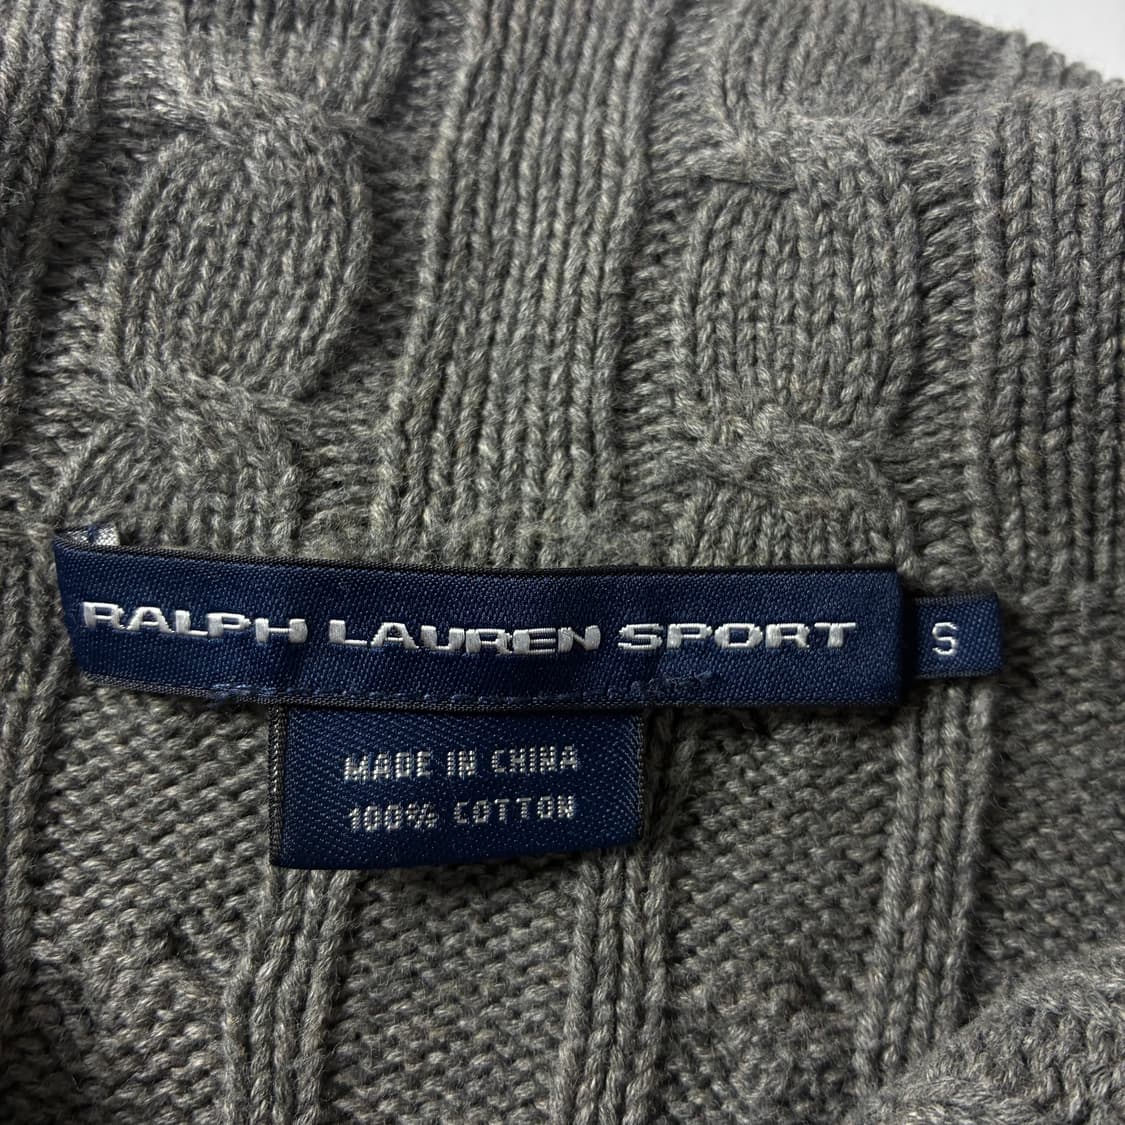 RALPH LAUREN SPORT
S
MADE IN CHINA
100% COTTON